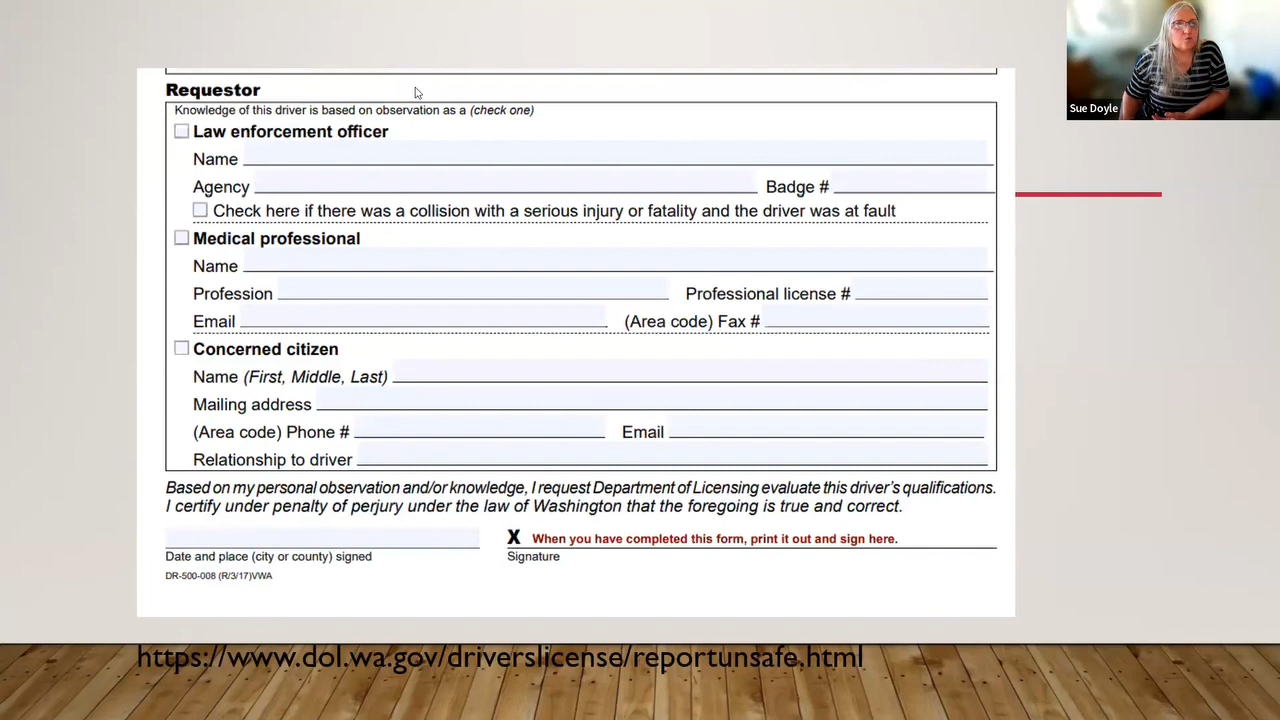 Sue Doyle
Requestor
Knowledge of this driver is based on observation as a (check one)
Law enforcement officer
Name
Agency Badge #
Check here if there was a collision with a serious injury or fatality and the driver was at fault
Medical professional
Name
Profession Professional license #
Email (Area code) Fax #
Concerned citizen
Name (First, Middle, Last)
Mailing address
(Area code) Phone # Email
Relationship to driver
Based on my personal observation and/or knowledge, I request Department of Licensing evaluate this driver's qualifications.
I certify under penalty of perjury under the law of Washington that the foregoing is true and correct.
X When you have completed this form, print it out and sign here.
Date and place (city or county) signed Signature
DR-500-008 (R/3/17)VWA
https://www.dol.wa.gov/driverslicense/reportunsafe.html